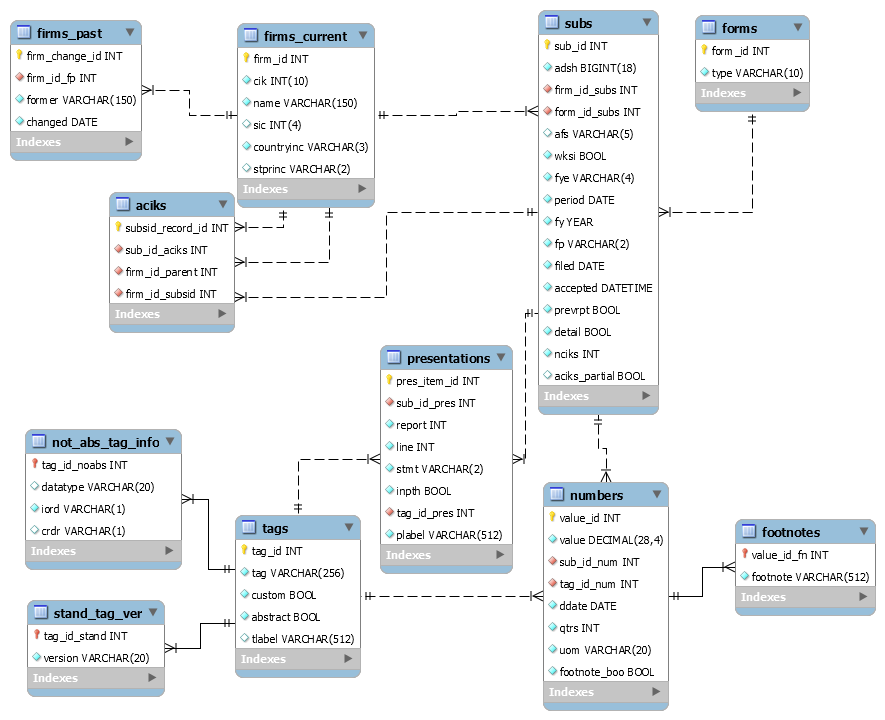 firms_past
firm_change_id INT
firm_id_fp INT
former VARCHAR(150)
changed DATE
Indexes
firms_current
firm_id INT
cik INT(10)
name VARCHAR(150)
sic INT(4)
countryinc VARCHAR(3)
stprinc VARCHAR(2)
Indexes
subs
sub_id INT
adsh BIGINT(18)
firm_id_subs INT
form_id_subs INT
afs VARCHAR(5)
wksi BOOL
fye VARCHAR(4)
period DATE
fy YEAR
fp VARCHAR(2)
filed DATE
accepted DATETIME
prevrpt BOOL
detail BOOL
nciks INT
aciks_partial BOOL
Indexes
forms
form_id INT
type VARCHAR(10)
Indexes
aciks
subsid_record_id INT
sub_id_aciks INT
firm_id_parent INT
firm_id_subsid INT
Indexes
presentations
pres_item_id INT
sub_id_pres INT
report INT
line INT
stmt VARCHAR(2)
inpth BOOL
tag_id_pres INT
plabel VARCHAR(512)
Indexes
not_abs_tag_info
tag_id_noabs INT
datatype VARCHAR(20)
iord VARCHAR(1)
crdr VARCHAR(1)
Indexes
tags
tag_id INT
tag VARCHAR(256)
custom BOOL
abstract BOOL
tlabel VARCHAR(512)
Indexes
numbers
value_id INT
value DECIMAL(28,4)
sub_id_num INT
tag_id_num INT
ddate DATE
qtrs INT
uom VARCHAR(20)
footnote_boo BOOL
Indexes
footnotes
value_id_fn INT
footnote VARCHAR(512)
Indexes
stand_tag_ver
tag_id_stand INT
version VARCHAR(20)
Indexes